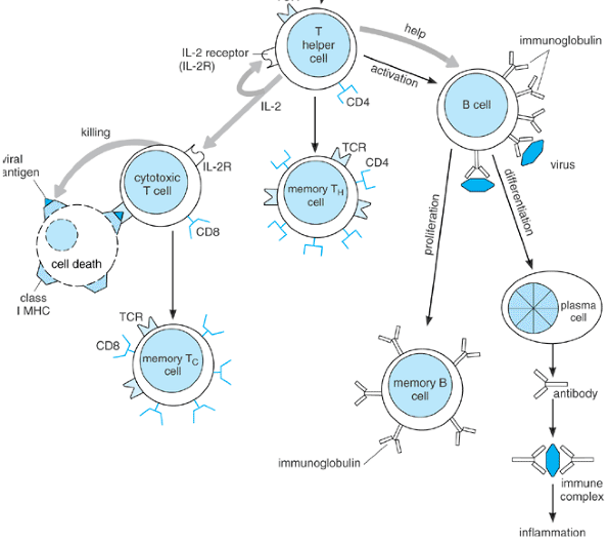 TCR
T
helper
cell
help
IL-2 receptor
(IL-2R)
activation
immunoglobulin
IL-2
CD4
B cell
killing
IL-2R
TCR
CD4
virus
viral
antigen
cytotoxic
T cell
memory TH
cell
differentiation
CD8
proliferation
cell death
class
I MHC
plasma
cell
TCR
CD8
memory TC
cell
memory B
cell
antibody
immunoglobulin
immune
complex
inflammation